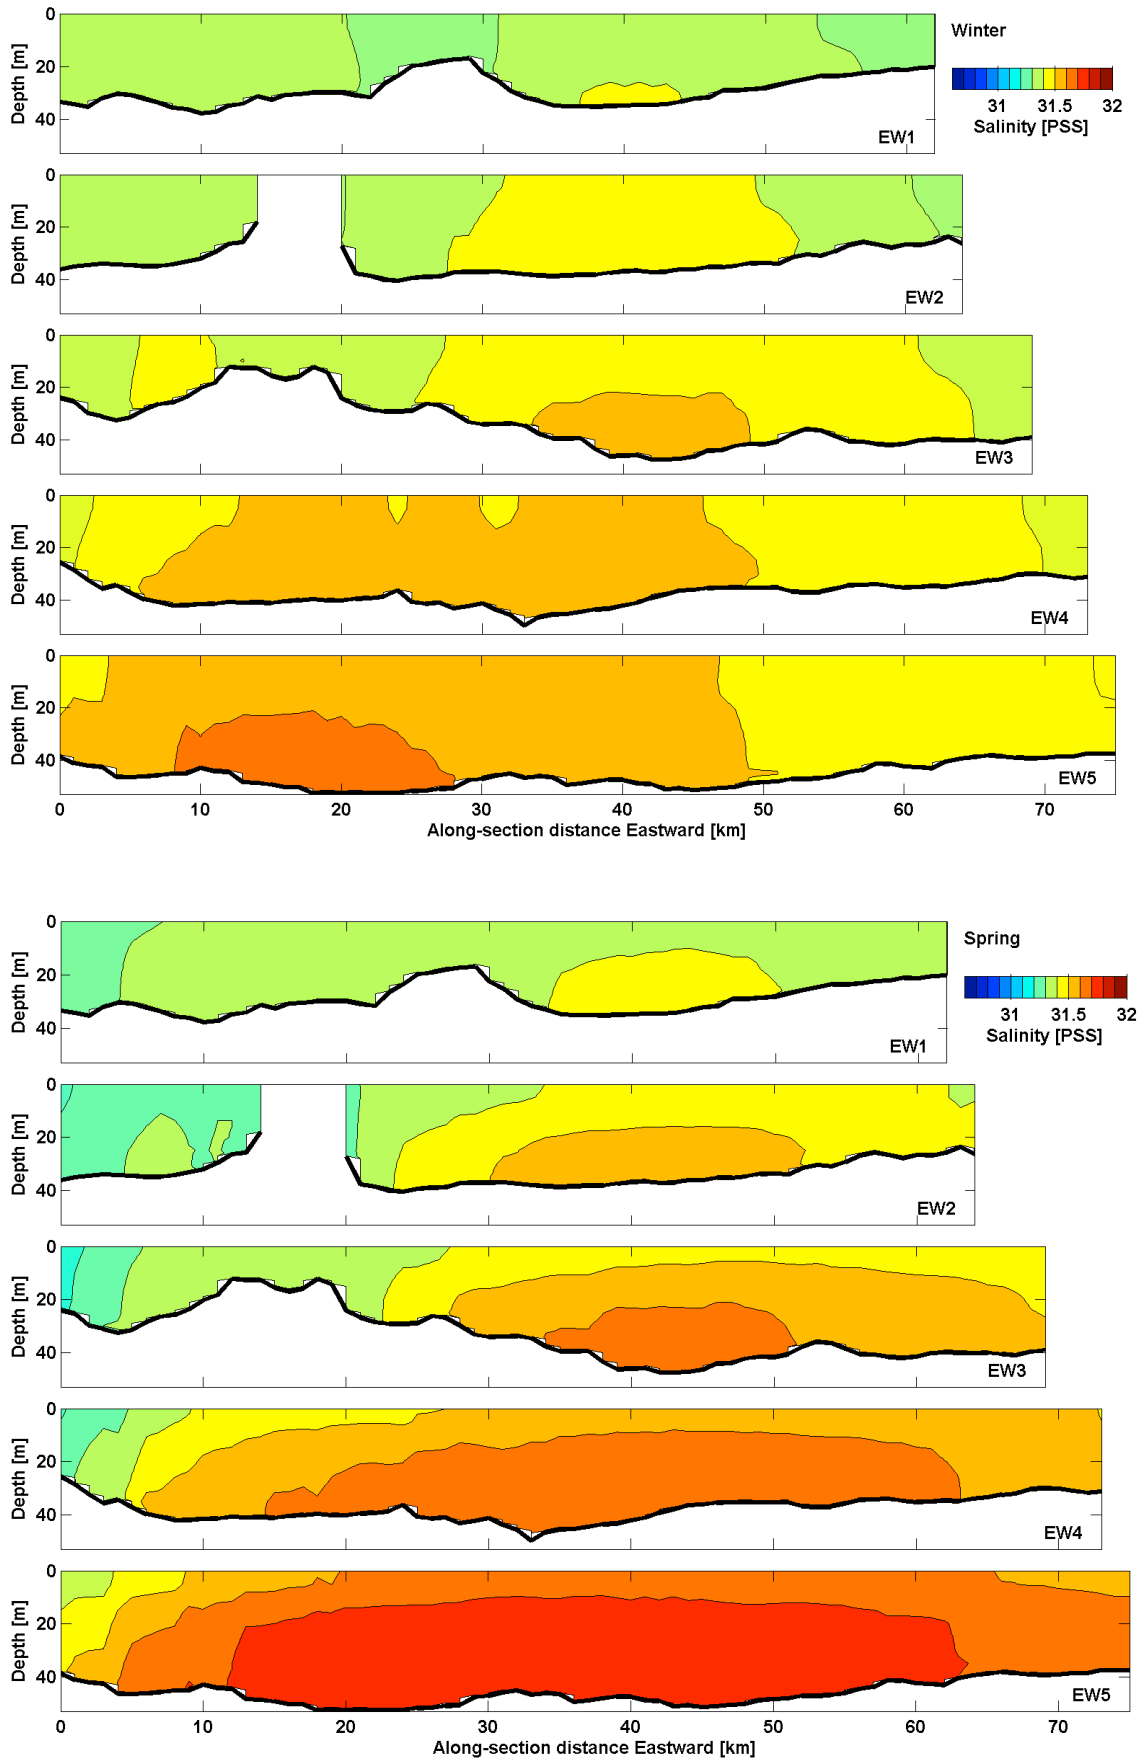 Winter
31 31.5 32
Salinity [PSS]
0
20
40
Depth [m]
EW1
0
20
40
Depth [m]
EW2
0
20
40
Depth [m]
EW3
0
20
40
Depth [m]
EW4
0
20
40
Depth [m]
EW5
0 10 20 30 40 50 60 70
Along-section distance Eastward [km]
Spring
31 31.5 32
Salinity [PSS]
0
20
40
Depth [m]
EW1
0
20
40
Depth [m]
EW2
0
20
40
Depth [m]
EW3
0
20
40
Depth [m]
EW4
0
20
40
Depth [m]
EW5
0 10 20 30 40 50 60 70
Along-section distance Eastward [km]